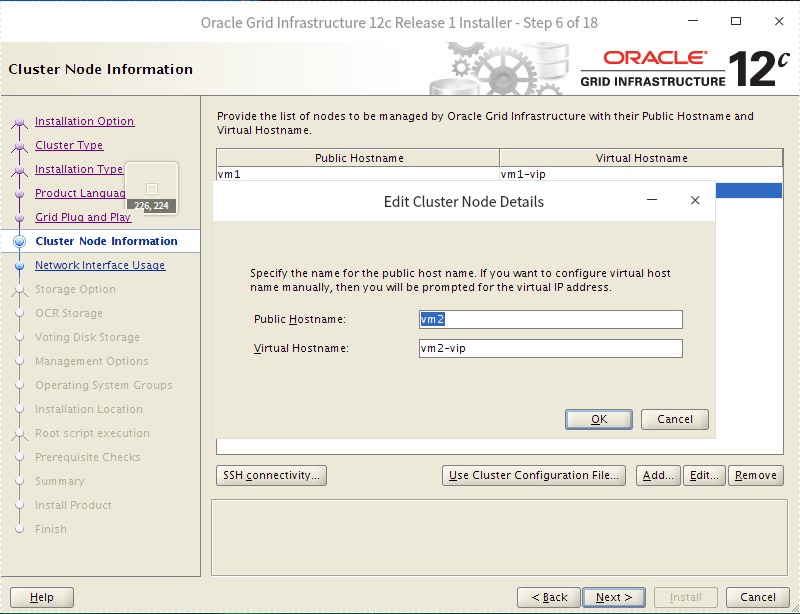 Oracle Grid Infrastructure 12c Release 1 Installer - Step 6 of 18
Cluster Node Information
ORACLE
GRID INFRASTRUCTURE 12c
Installation Option
Cluster Type
Installation Type
Product Languag
Grid Plug and Play
Cluster Node Information
Network Interface Usage
Storage Option
OCR Storage
Voting Disk Storage
Management Options
Operating System Groups
Installation Location
Root script execution
Prerequisite Checks
Summary
Install Product
Finish
226, 224
Provide the list of nodes to be managed by Oracle Grid Infrastructure with their Public Hostname and
Virtual Hostname.
Public Hostname Virtual Hostname
vm1 vm1-vip
Edit Cluster Node Details
Specify the name for the public host name. If you want to configure virtual host
name manually, then you will be prompted for the virtual IP address.
Public Hostname: vm2
Virtual Hostname: vm2-vip
OK Cancel
SSH connectivity... Use Cluster Configuration File... Add... Edit... Remove
Help < Back Next > Install Cancel